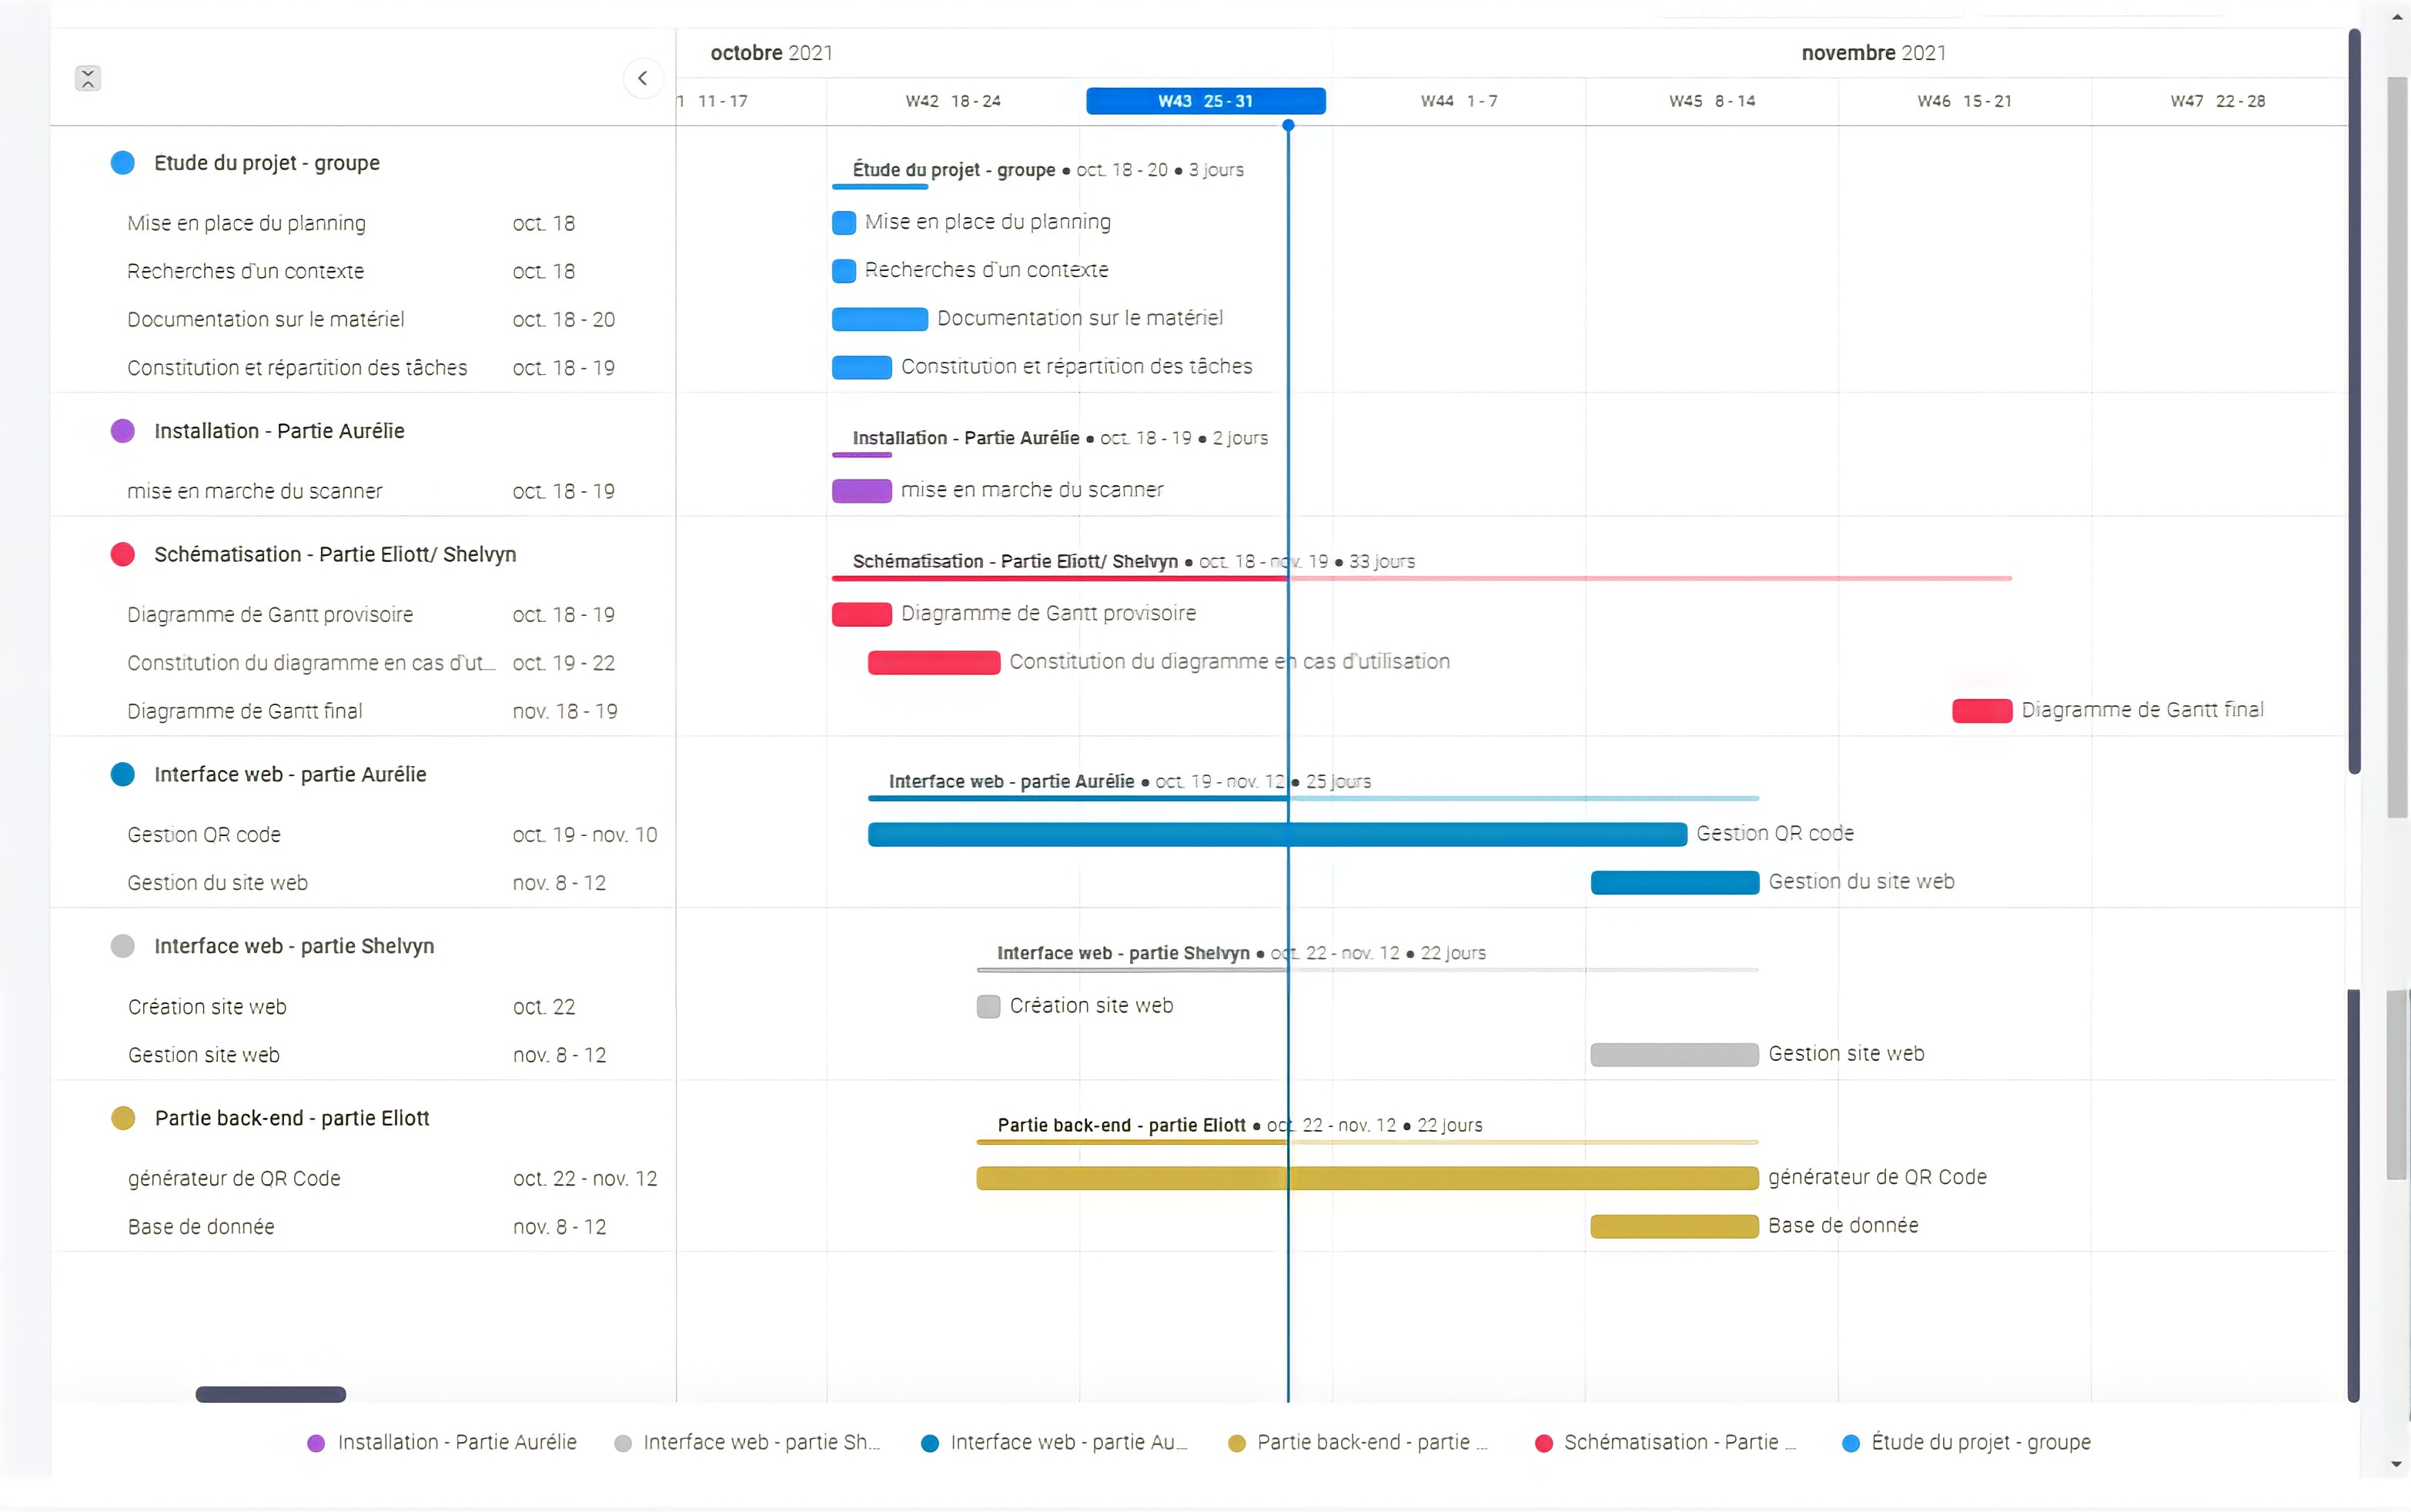 octobre 2021
novembre 2021
1 11 - 17
W42 18 - 24
W43 25 - 31
W44 1 - 7
W45 8 - 14
W46 15 - 21
W47 22 - 28
Étude du projet - groupe
Étude du projet - groupe • oct. 18 - 20 • 3 jours
Mise en place du planning oct. 18
Mise en place du planning
Recherches d'un contexte oct. 18
Recherches d'un contexte
Documentation sur le matériel oct. 18 - 20
Documentation sur le matériel
Constitution et répartition des tâches oct. 18 - 19
Constitution et répartition des tâches
Installation - Partie Aurélie
Installation - Partie Aurélie • oct. 18 - 19 • 2 jours
mise en marche du scanner oct. 18 - 19
mise en marche du scanner
Schématisation - Partie Eliott/ Shelvyn
Schématisation - Partie Eliott/ Shelvyn • oct. 18 - nov. 19 • 33 jours
Diagramme de Gantt provisoire oct. 18 - 19
Diagramme de Gantt provisoire
Constitution du diagramme en cas d'ut... oct. 19 - 22
Constitution du diagramme en cas d'utilisation
Diagramme de Gantt final nov. 18 - 19
Diagramme de Gantt final
Interface web - partie Aurélie
Interface web - partie Aurélie • oct. 19 - nov. 12 • 25 jours
Gestion QR code oct. 19 - nov. 10
Gestion QR code
Gestion du site web nov. 8 - 12
Gestion du site web
Interface web - partie Shelvyn
Interface web - partie Shelvyn • oct. 22 - nov. 12 • 22 jours
Création site web oct. 22
Création site web
Gestion site web nov. 8 - 12
Gestion site web
Partie back-end - partie Eliott
Partie back-end - partie Eliott • oct. 22 - nov. 12 • 22 jours
générateur de QR Code oct. 22 - nov. 12
générateur de QR Code
Base de donnée nov. 8 - 12
Base de donnée
Installation - Partie Aurélie
Interface web - partie Sh...
Interface web - partie Au...
Partie back-end - partie ...
Schématisation - Partie ...
Étude du projet - groupe